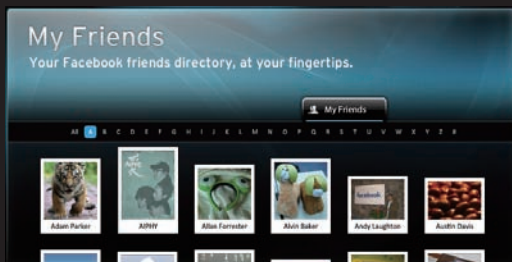 My Friends
Your Facebook friends directory, at your fingertips.
My Friends
All A B C D E F G H I J K L M N O P Q R S T U V W X Y Z #
facebook
Adam Parker AIPHY Allan Forrester Alvin Baker Andy Laughton Austin Davis